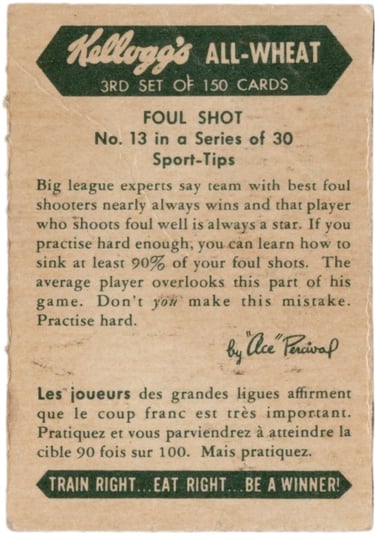 Kellogg's ALL-WHEAT
3RD SET OF 150 CARDS
FOUL SHOT
No. 13 in a Series of 30
Sport-Tips
Big league experts say team with best foul
shooters nearly always wins and that player
who shoots foul well is always a star. If you
practise hard enough, you can learn how to
sink at least 90% of your foul shots. The
average player overlooks this part of his
game. Don't you make this mistake.
Practise hard.
by "Ace" Percival
Les joueurs des grandes ligues affirment
que le coup franc est très important.
Pratiquez et vous parviendrez à atteindre la
cible 90 fois sur 100. Mais pratiquez.
TRAIN RIGHT...EAT RIGHT...BE A WINNER!